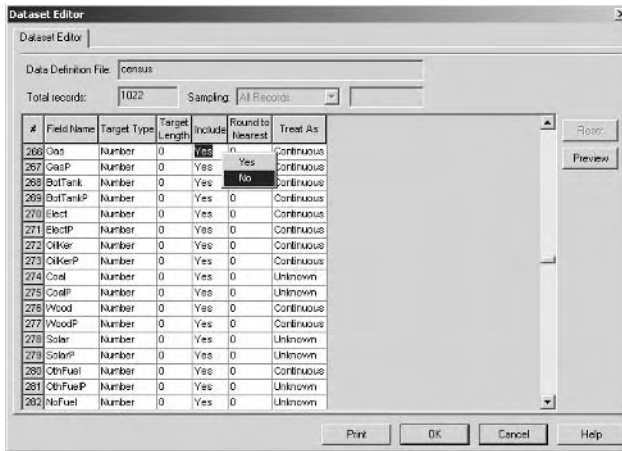 Dataset Editor
Dataset Editor
Data Definition File: census
Total records: 1022 Sampling: All Records
# Field Name Target Type Target Length Include Round to Nearest Treat As
266 Gas Number 0 Yes 0 Continuous
267 GasP Number 0 Yes Continuous
268 BotTank Number 0 Yes Continuous
269 BotTankP Number 0 Yes 0 Continuous
270 Elect Number 0 Yes 0 Continuous
271 ElectP Number 0 Yes 0 Continuous
272 OilKer Number 0 Yes 0 Continuous
273 OilKerP Number 0 Yes 0 Continuous
274 Coal Number 0 Yes 0 Unknown
275 CoalP Number 0 Yes 0 Unknown
276 Wood Number 0 Yes 0 Continuous
277 WoodP Number 0 Yes 0 Continuous
278 Solar Number 0 Yes 0 Unknown
279 SolarP Number 0 Yes 0 Unknown
280 OthFuel Number 0 Yes 0 Continuous
281 OthFuelP Number 0 Yes 0 Unknown
282 NoFuel Number 0 Yes 0 Unknown
Yes
No
Reset
Preview
Print OK Cancel Help